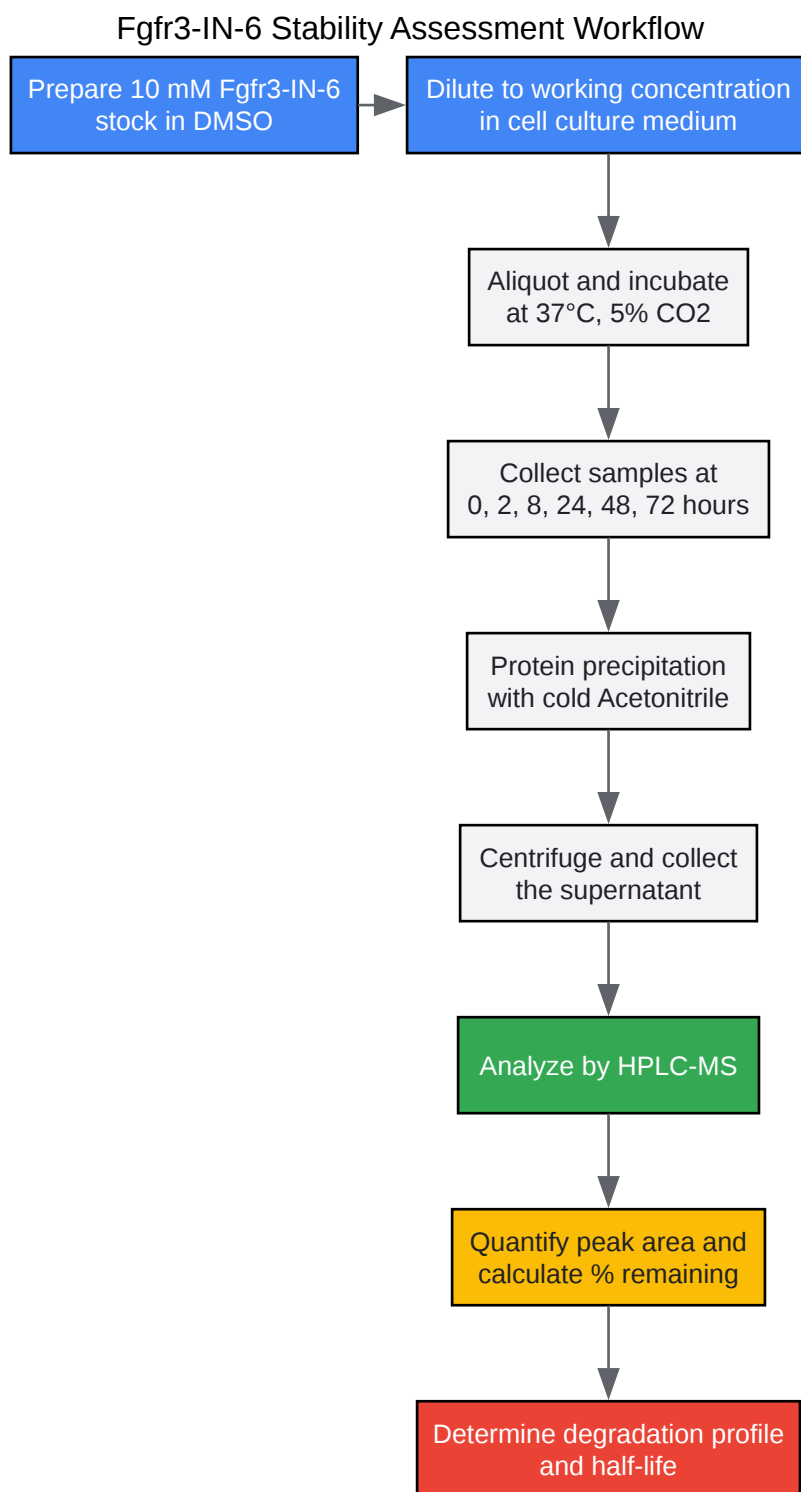 Fgfr3-IN-6 Stability Assessment Workflow
Prepare 10 mM Fgfr3-IN-6
stock in DMSO
Dilute to working concentration
in cell culture medium
Aliquot and incubate
at 37°C, 5% CO2
Collect samples at
0, 2, 8, 24, 48, 72 hours
Protein precipitation
with cold Acetonitrile
Centrifuge and collect
the supernatant
Analyze by HPLC-MS
Quantify peak area and
calculate % remaining
Determine degradation profile
and half-life